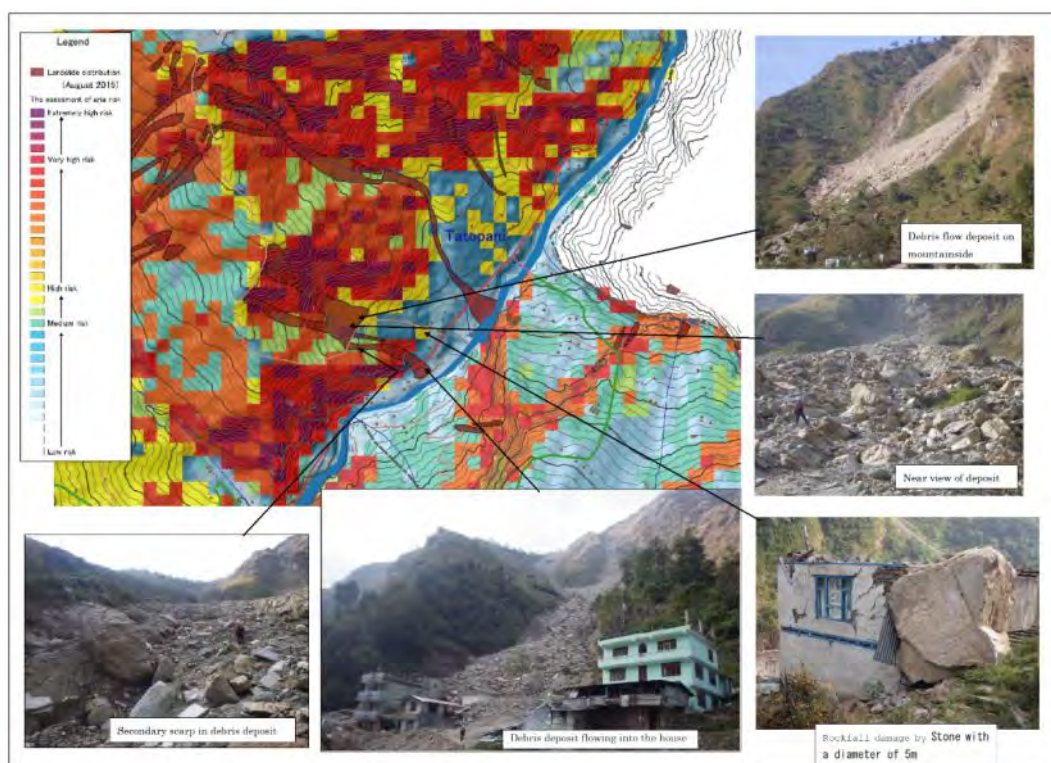 Legend
Landslide distribution
(August 2015)
The assessment of area risk
Extremely high risk
Very high risk
High risk
Medium risk
Low risk
Tatopani
Debris flow deposit on
mountainside
Near view of deposit
Secondary scarp in debris deposit
Debris deposit flowing into the house
Rockfall damage by Stone with
a diameter of 5m